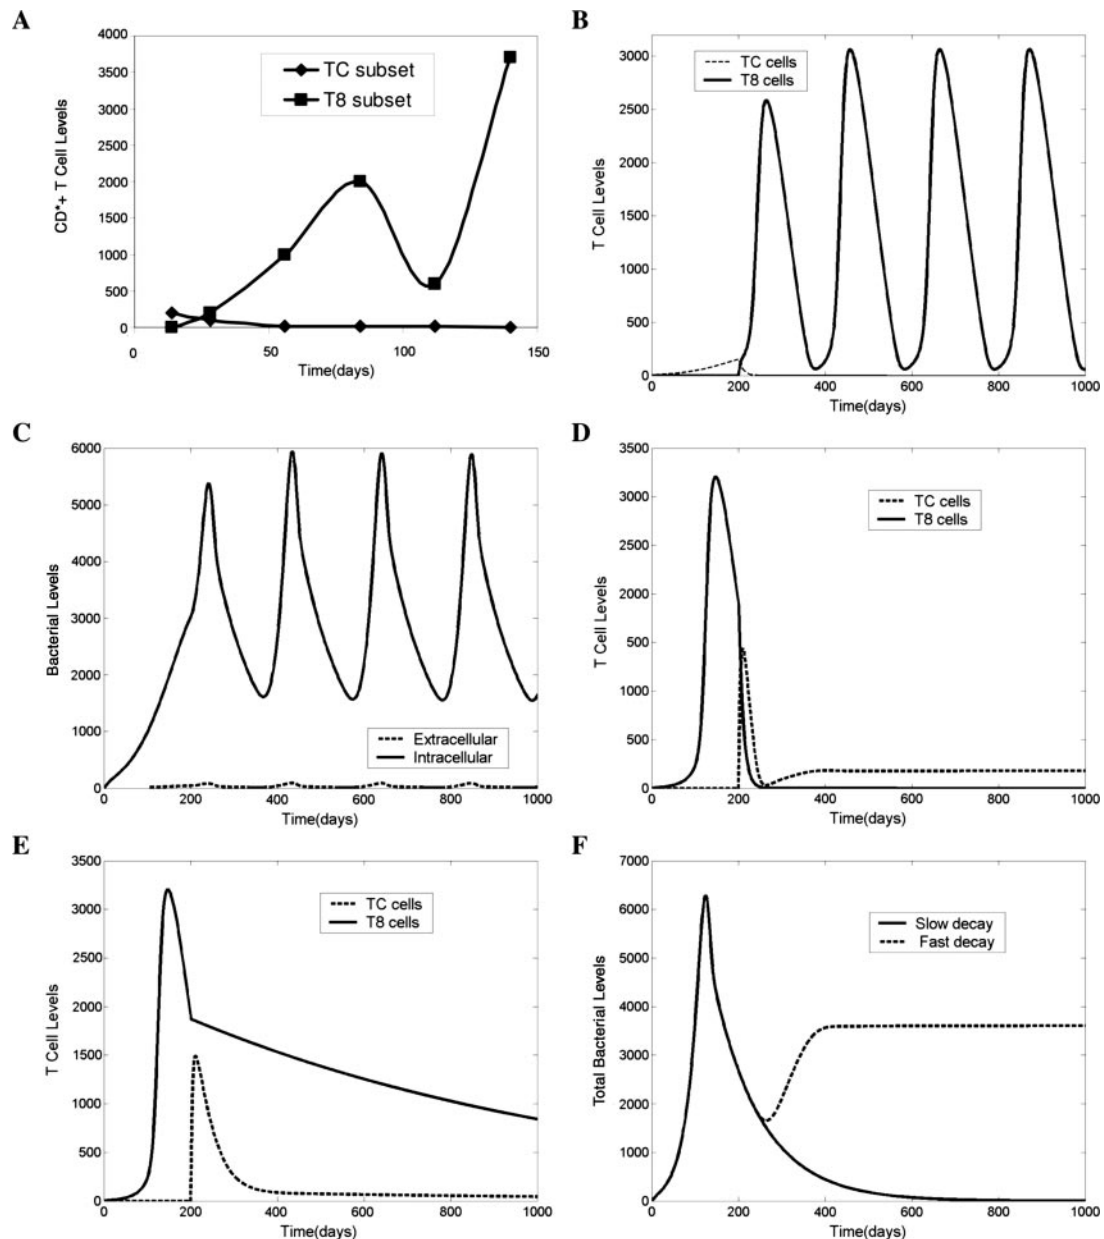 A
4000
3500
3000
2500
2000
1500
1000
500
0
CD*+ T Cell Levels
TC subset
T8 subset
0
50
100
150
Time(days)
B
3000
2500
2000
1500
1000
500
0
T Cell Levels
TC cells
T8 cells
0
200
400
600
800
1000
Time(days)
C
6000
5000
4000
3000
2000
1000
0
Bacterial Levels
Extracellular
Intracellular
0
200
400
600
800
1000
Time(days)
D
3500
3000
3500
2000
500
1000
500
0
T Cell Levels
TC cells
T8 cells
0
200
400
600
800
1000
Time(days)
E
3500
3000
3500
2000
1500
1000
500
0
T Cell Levels
TC cells
T8 cells
0
200
400
600
800
1000
Time(days)
F
7000
6000
5000
4000
3000
2000
1000
0
Total Bacterial Levels
Slow decay
Fast decay
0
200
400
600
800
1000
Time(days)